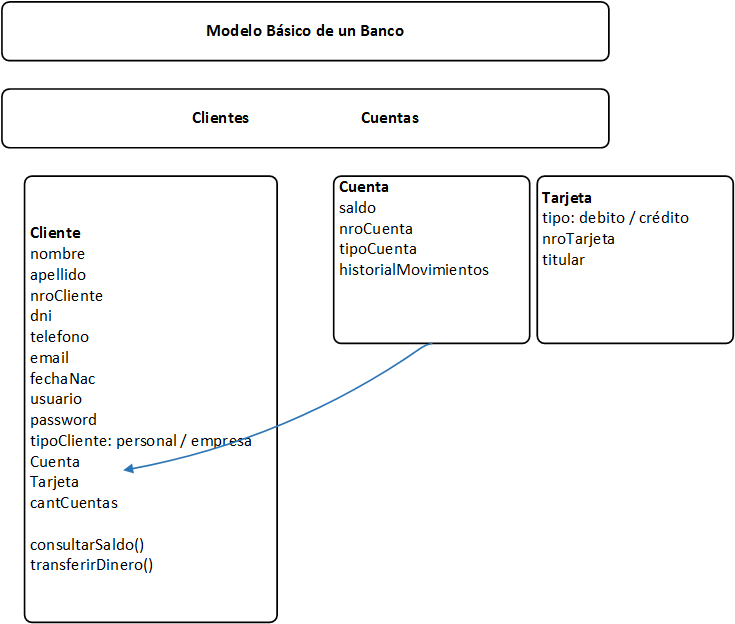 Modelo Básico de un Banco
Clientes Cuentas
Cliente
nombre
apellido
nroCliente
dni
telefono
email
fechaNac
usuario
password
tipoCliente: personal / empresa
Cuenta
Tarjeta
cantCuentas
consultarSaldo()
transferirDinero()
Cuenta
saldo
nroCuenta
tipoCuenta
historialMovimientos
Tarjeta
tipo: debito / crédito
nroTarjeta
titular